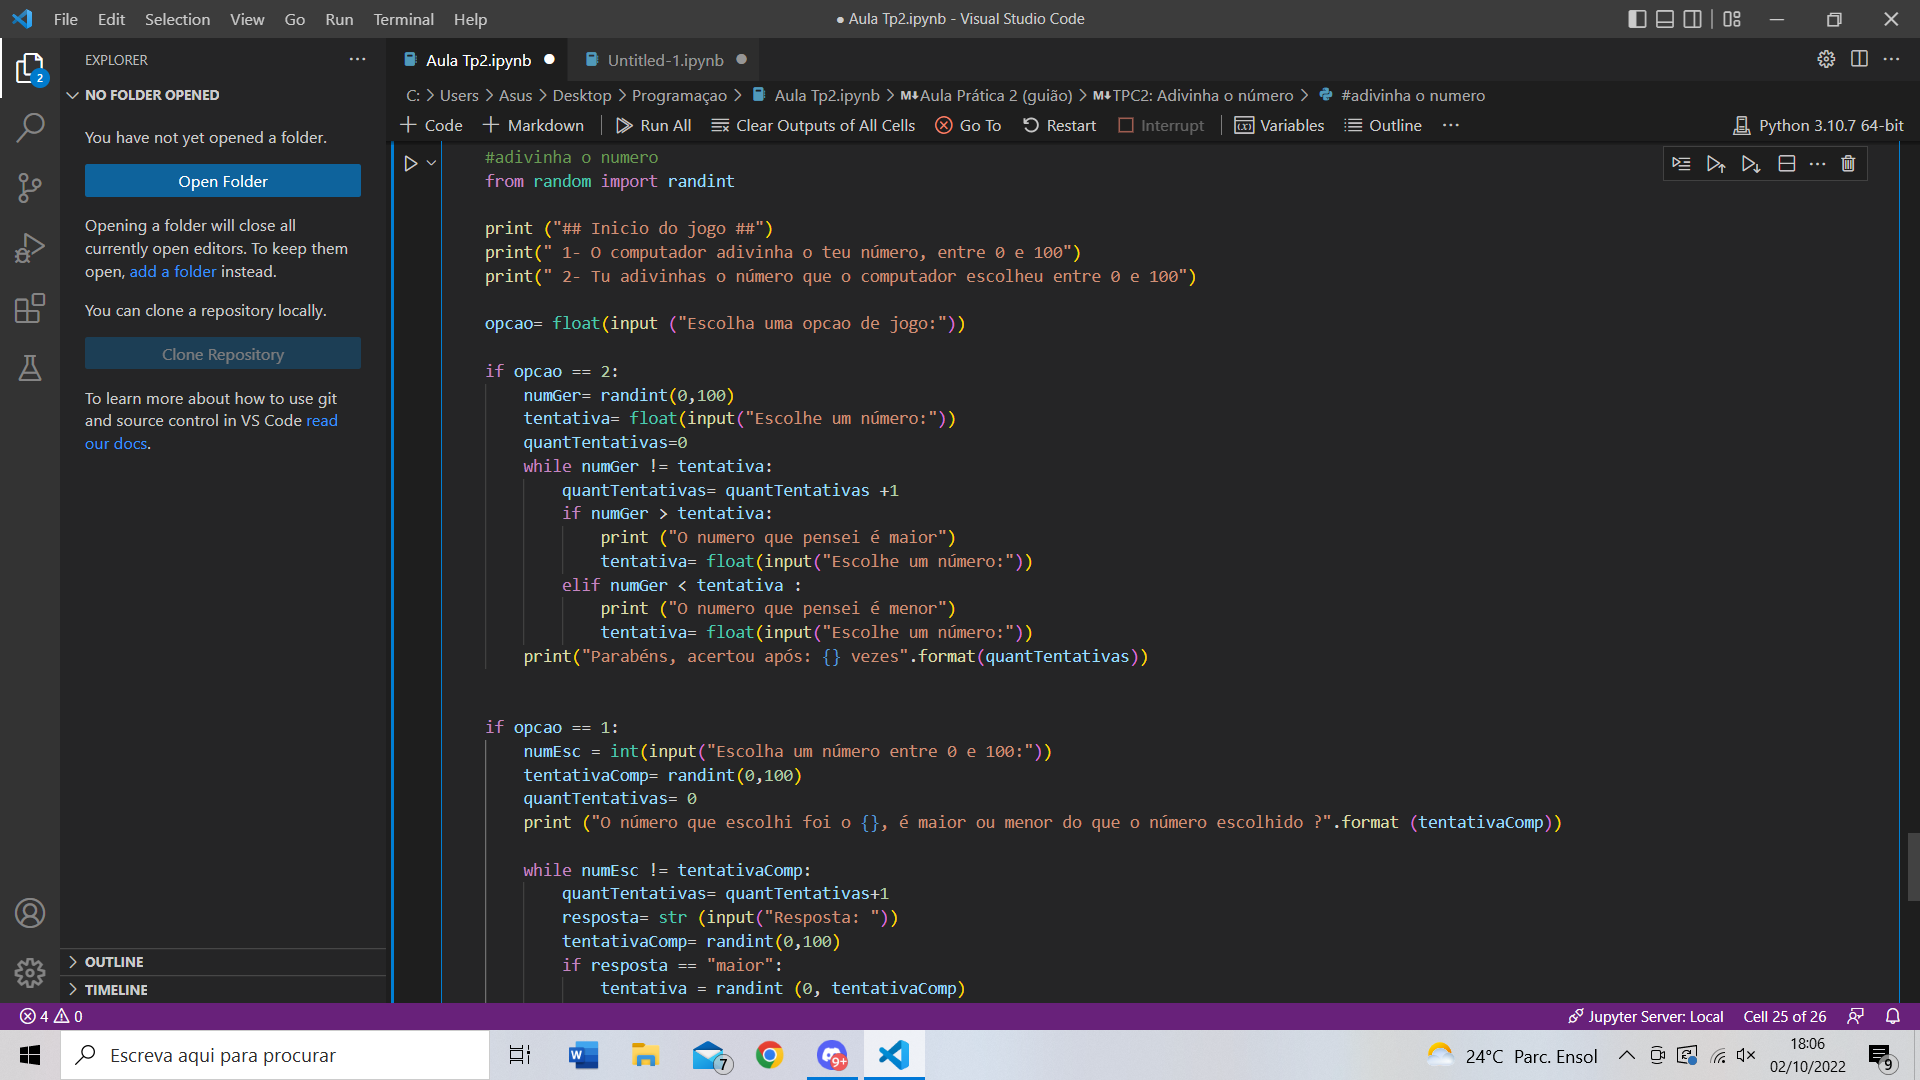 File Edit Selection View Go Run Terminal Help
● Aula Tp2.ipynb - Visual Studio Code
EXPLORER
Aula Tp2.ipynb
Untitled-1.ipynb
NO FOLDER OPENED
C: > Users > Asus > Desktop > Programaçao > Aula Tp2.ipynb > M↓Aula Prática 2 (guião) > M↓TPC2: Adivinha o número > #adivinha o numero
+ Code + Markdown Run All Clear Outputs of All Cells Go To Restart Interrupt Variables Outline ... Python 3.10.7 64-bit
2
You have not yet opened a folder.
Open Folder
Opening a folder will close all
currently open editors. To keep them
open, add a folder instead.
You can clone a repository locally.
Clone Repository
To learn more about how to use git
and source control in VS Code read
our docs.
OUTLINE
TIMELINE
#adivinha o numero
from random import randint
print ("## Inicio do jogo ##")
print(" 1- O computador adivinha o teu número, entre 0 e 100")
print(" 2- Tu adivinhas o número que o computador escolheu entre 0 e 100")
opcao= float(input ("Escolha uma opcao de jogo:"))
if opcao == 2:
    numGer= randint(0,100)
    tentativa= float(input("Escolhe um número:"))
    quantTentativas=0
    while numGer != tentativa:
        quantTentativas= quantTentativas +1
        if numGer > tentativa:
            print ("O numero que pensei é maior")
            tentativa= float(input("Escolhe um número:"))
        elif numGer < tentativa :
            print ("O numero que pensei é menor")
            tentativa= float(input("Escolhe um número:"))
    print("Parabéns, acertou após: {} vezes".format(quantTentativas))
if opcao == 1:
    numEsc = int(input("Escolha um número entre 0 e 100:"))
    tentativaComp= randint(0,100)
    quantTentativas= 0
    print ("O número que escolhi foi o {}, é maior ou menor do que o número escolhido ?".format (tentativaComp))
    while numEsc != tentativaComp:
        quantTentativas= quantTentativas+1
        resposta= str (input("Resposta: "))
        tentativaComp= randint(0,100)
        if resposta == "maior":
            tentativa = randint (0, tentativaComp)
4 0
Jupyter Server: Local Cell 25 of 26
Escreva aqui para procurar
7
9+
24°C Parc. Ensol
18:06
02/10/2022
9